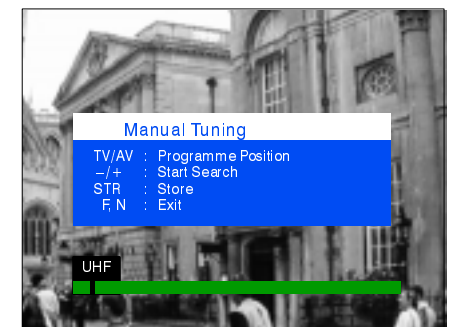 Manual Tuning
TV/AV : Programme Position
−/+ : Start Search
STR : Store
F, N : Exit
UHF